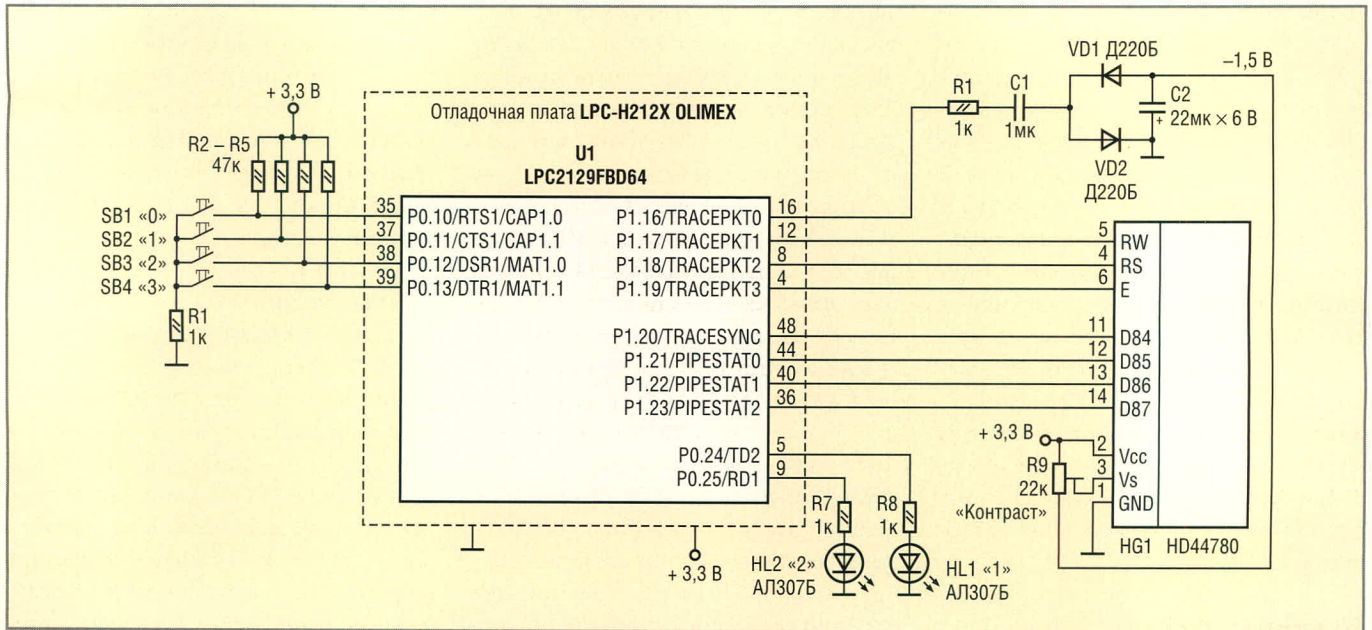 VD1 Д220Б
–1,5 В
R1
1к
C1
1мк
C2
+ 22мк × 6 В
VD2
Д220Б
+ 3,3 В
R2 – R5
47к
Отладочная плата LPC-H212X OLIMEX
U1
LPC2129FBD64
SB1 «0»
SB2 «1»
SB3 «2»
SB4 «3»
R1
1к
35 P0.10/RTS1/CAP1.0
37 P0.11/CTS1/CAP1.1
38 P0.12/DSR1/MAT1.0
39 P0.13/DTR1/MAT1.1
P1.16/TRACEPKT0 16
P1.17/TRACEPKT1 12
P1.18/TRACEPKT2 8
P1.19/TRACEPKT3 4
P1.20/TRACESYNC 48
P1.21/PIPESTAT0 44
P1.22/PIPESTAT1 40
P1.23/PIPESTAT2 36
P0.24/TD2 5
P0.25/RD1 9
5 RW
4 RS
6 E
11 D84
12 D85
13 D86
14 D87
+ 3,3 В
2 Vcc
3 Vs
1 GND
R9
22к
«Контраст»
HG1 HD44780
R7
1к
R8
1к
HL2 «2»
АЛ307Б
HL1 «1»
АЛ307Б
+ 3,3 В